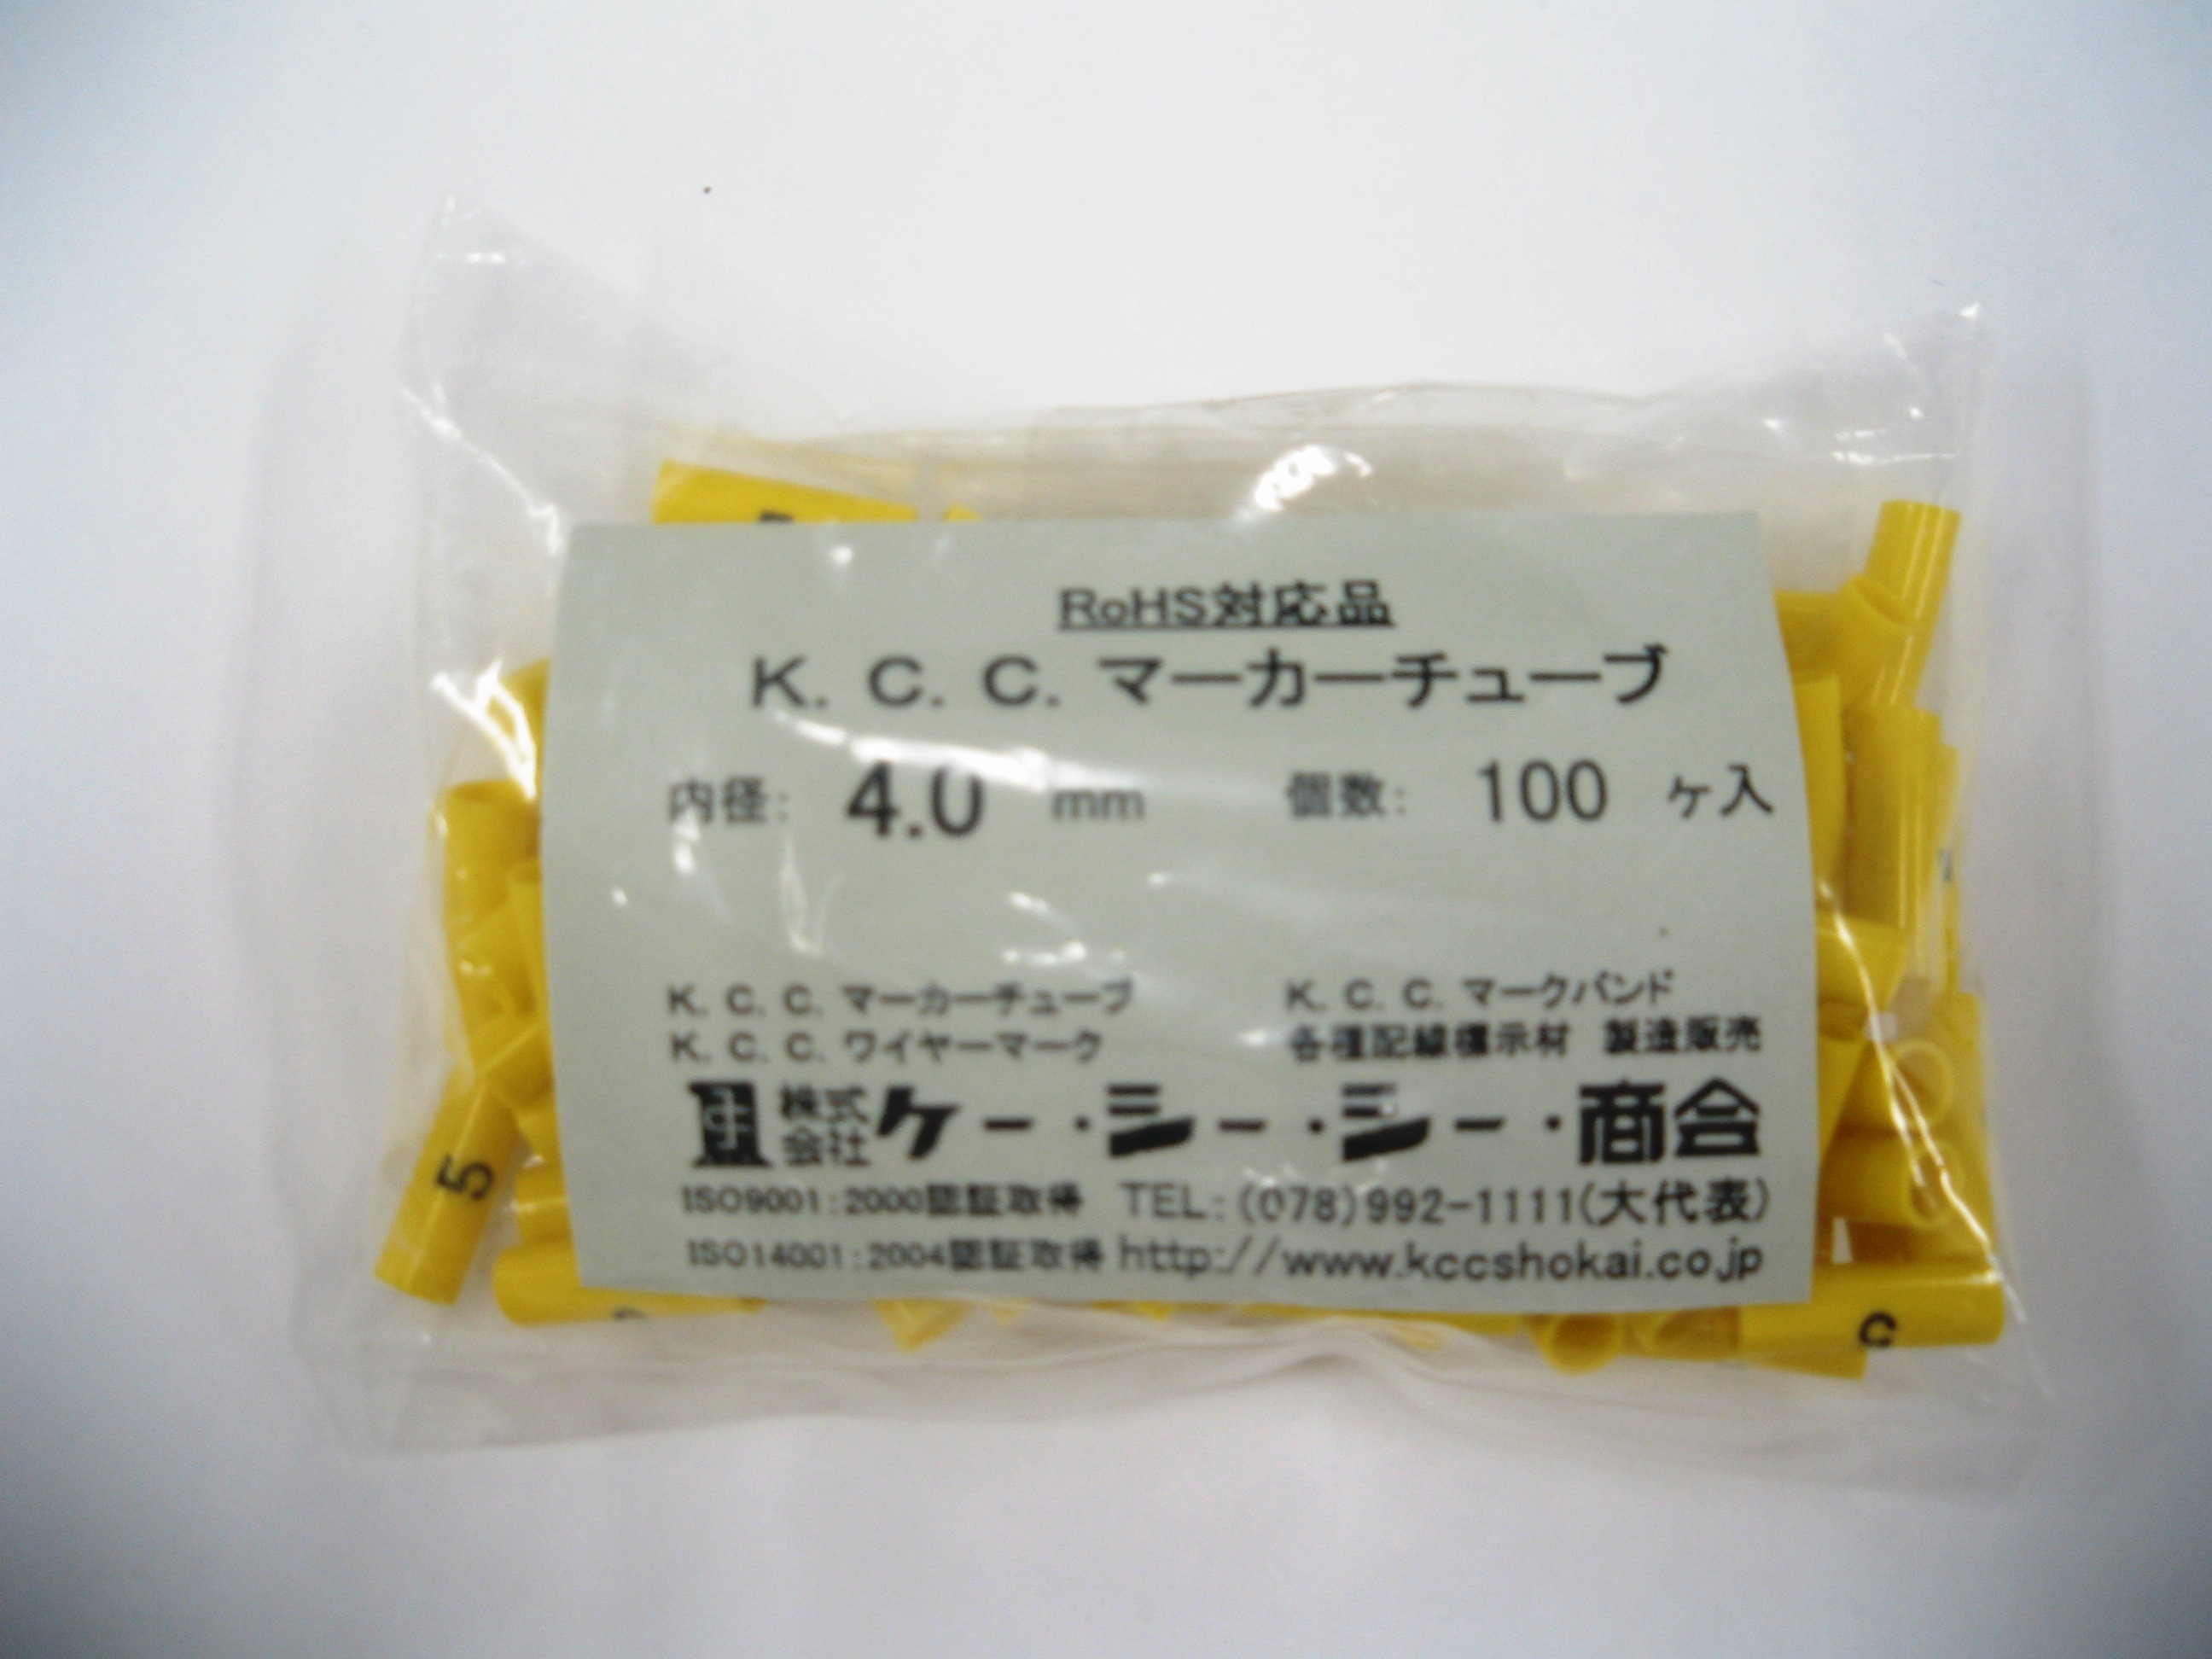 RoHS対応品
K. C. C. マーカーチューブ
内径: 4.0 mm 個数: 100 ヶ入
K. C. C. マーカーチューブ K. C. C. マークバンド
K. C. C. ワイヤーマーク 各種配線標示材 製造販売
株式会社 ケー・シー・シー・商会
ISO9001:2000認証取得 TEL:(078)992-1111(大代表)
ISO14001:2004認証取得 http://www.kccshokai.co.jp
5